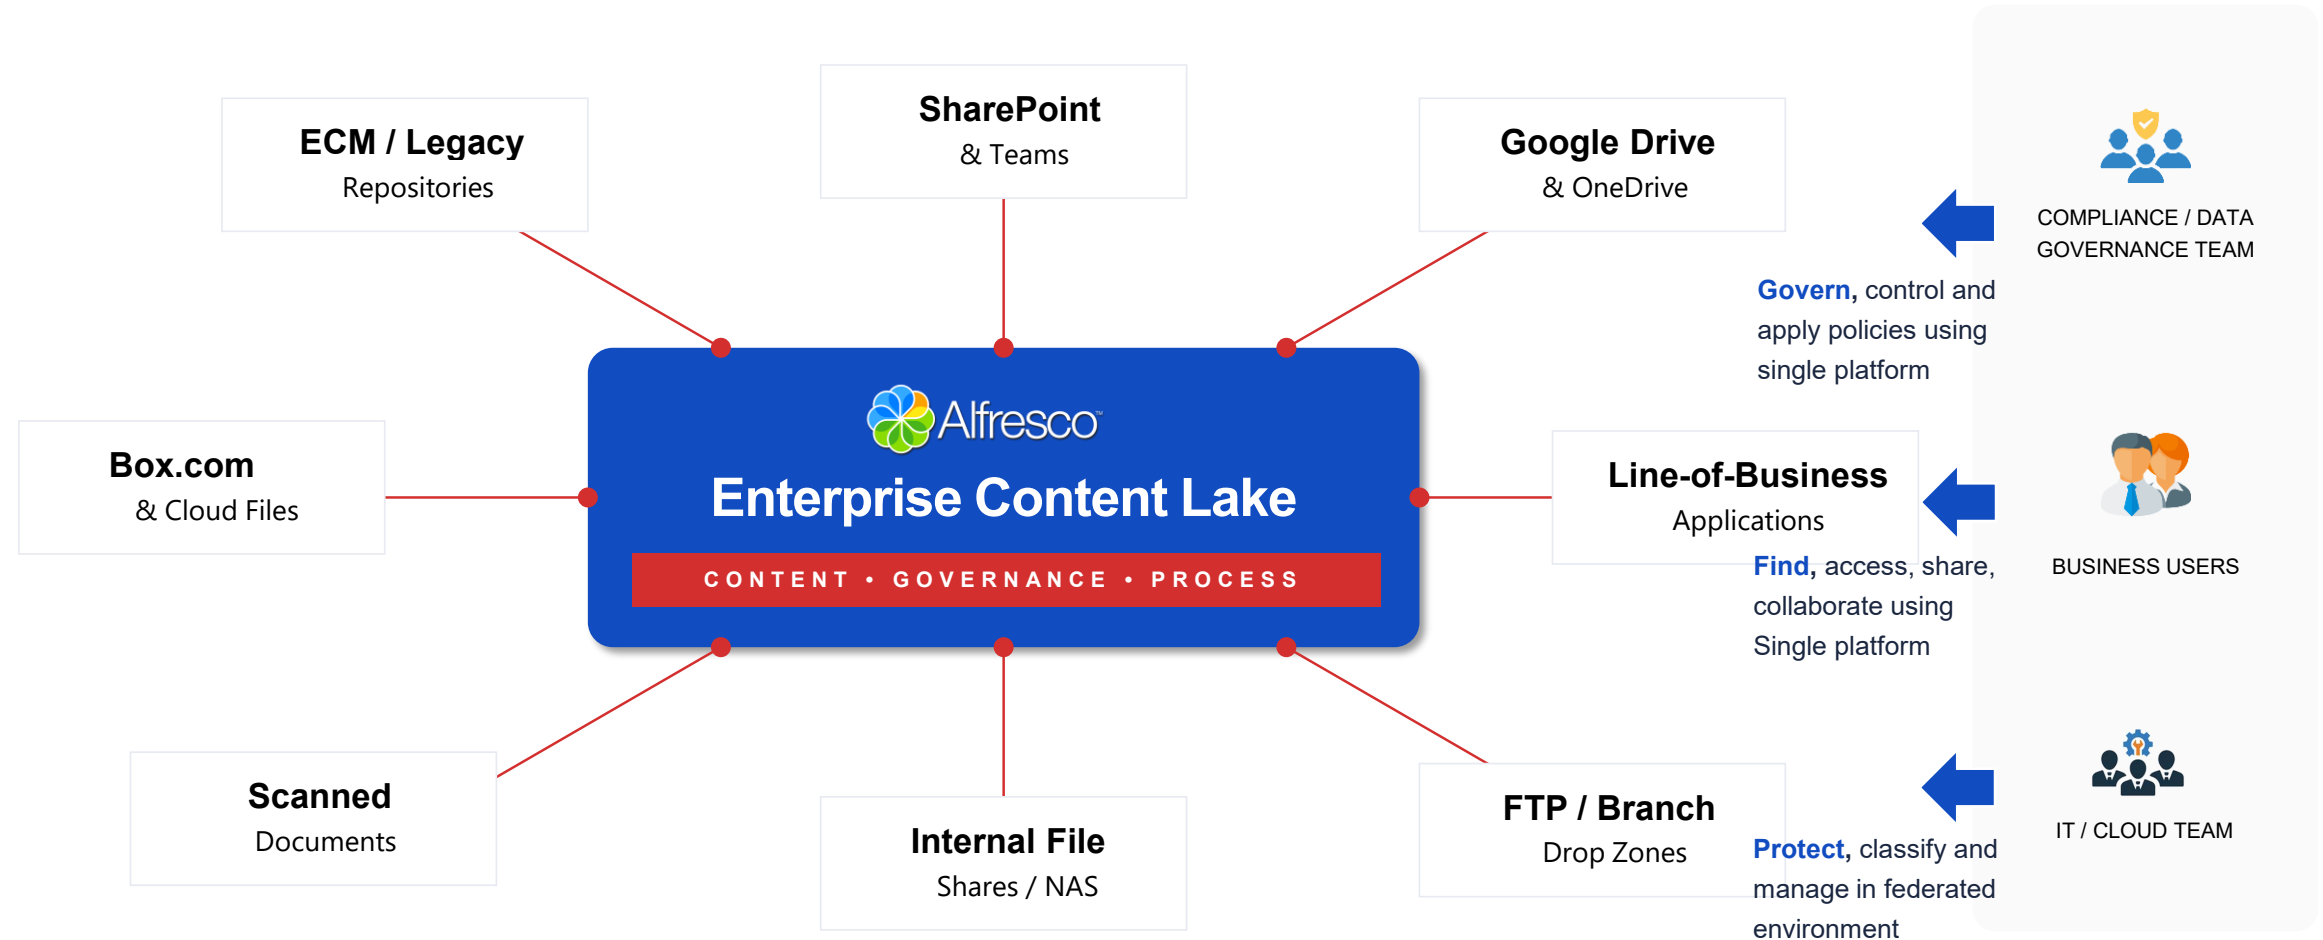 ECM / Legacy
Repositories
SharePoint
& Teams
Google Drive
& OneDrive
COMPLIANCE / DATA
GOVERNANCE TEAM
Govern, control and
apply policies using
single platform
Box.com
& Cloud Files
Alfresco™
Enterprise Content Lake
CONTENT • GOVERNANCE • PROCESS
Line-of-Business
Applications
BUSINESS USERS
Find, access, share,
collaborate using
Single platform
Scanned
Documents
Internal File
Shares / NAS
FTP / Branch
Drop Zones
IT / CLOUD TEAM
Protect, classify and
manage in federated
environment